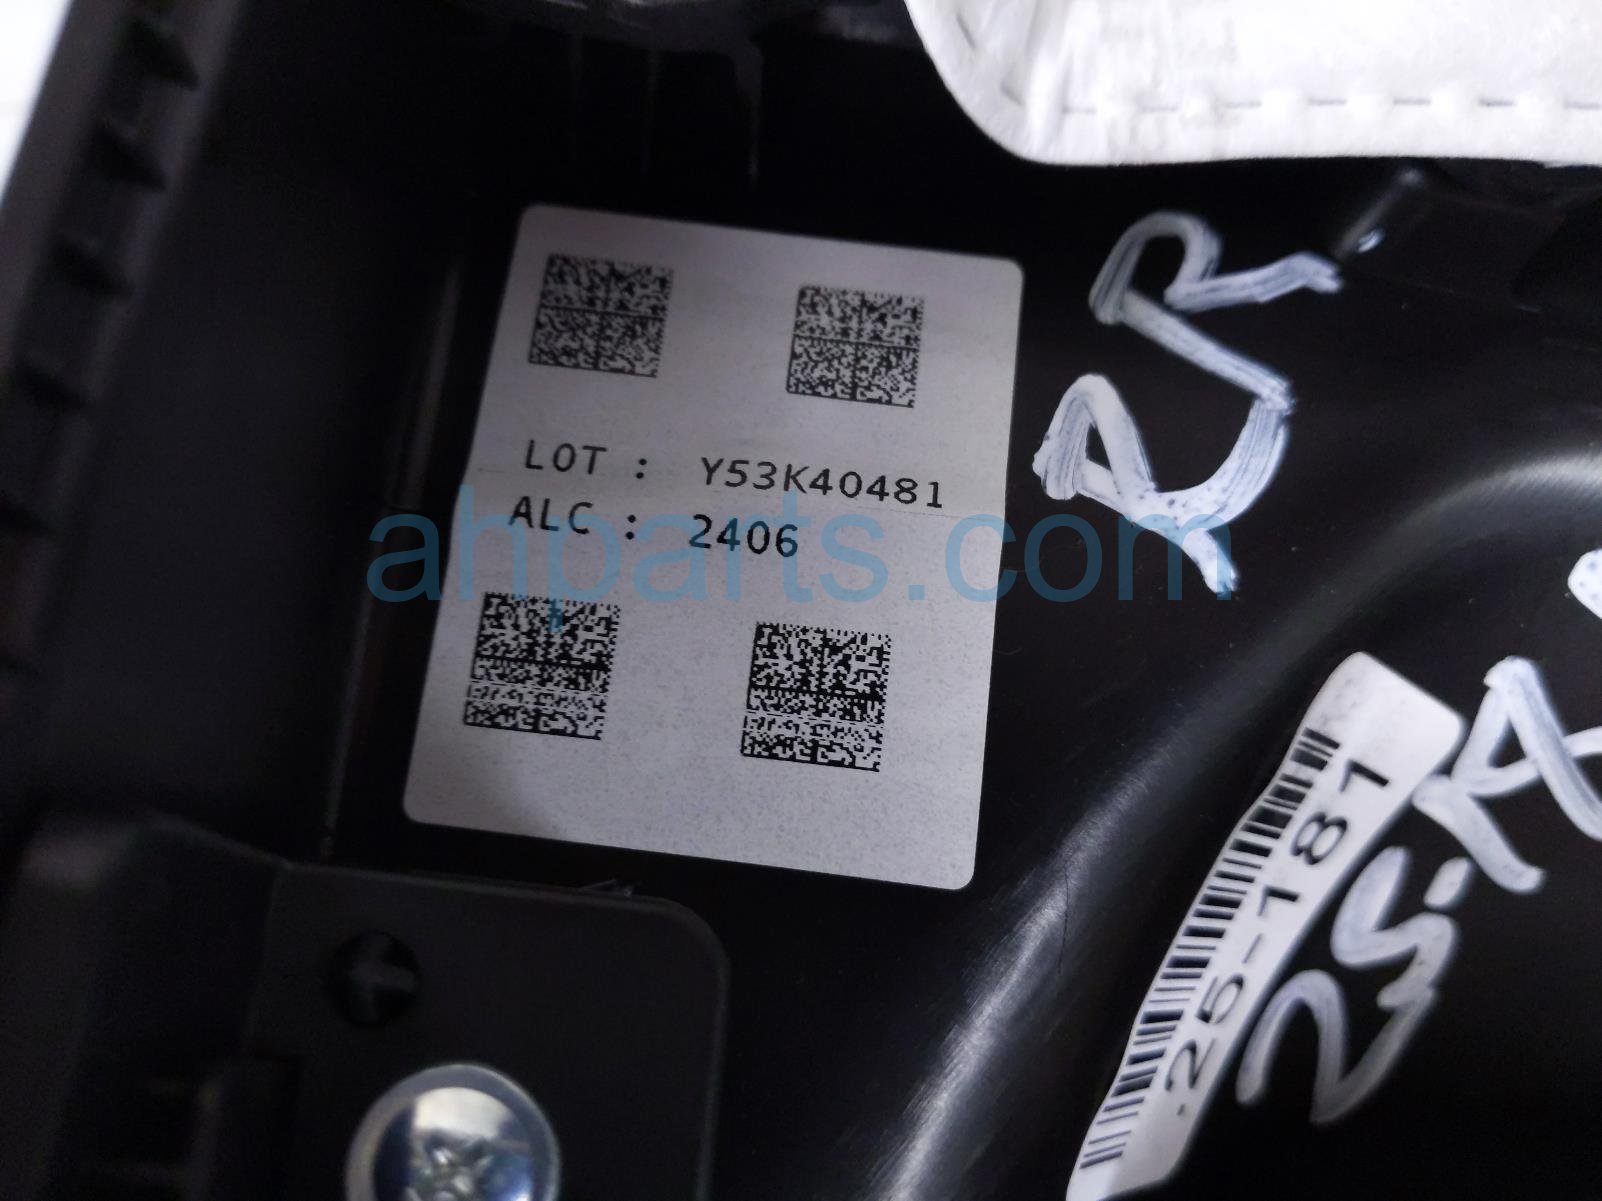 LOT : Y53K40481
ALC : 2406
ahparts.com
RR
25-181